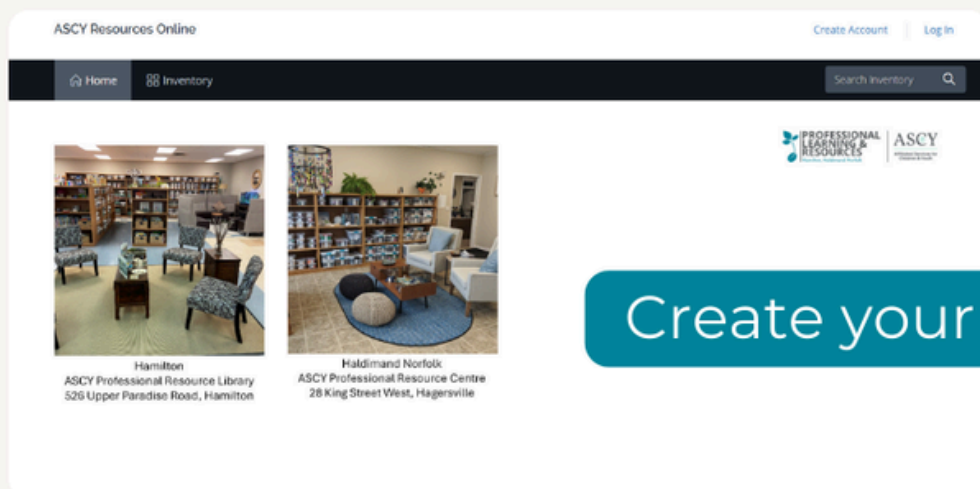 ASCY Resources Online
Create Account
Log In
Home
Inventory
Search Inventory
PROFESSIONAL
LEARNING &
RESOURCES
ASCY
Create your
Hamilton
ASCY Professional Resource Library
526 Upper Paradise Road, Hamilton
Haldimand Norfolk
ASCY Professional Resource Centre
28 King Street West, Hagersville